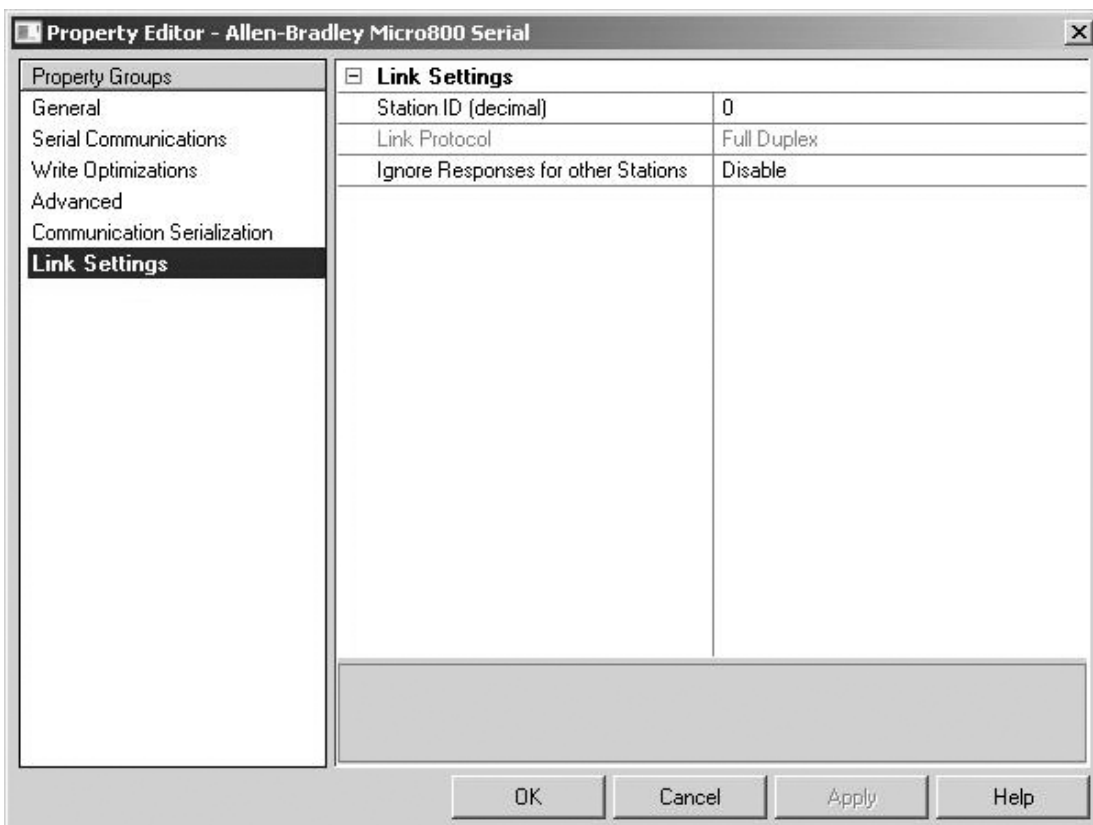 Property Editor - Allen-Bradley Micro800 Serial
Property Groups
General
Serial Communications
Write Optimizations
Advanced
Communication Serialization
Link Settings
Link Settings
Station ID (decimal) 0
Link Protocol Full Duplex
Ignore Responses for other Stations Disable
OK Cancel Apply Help